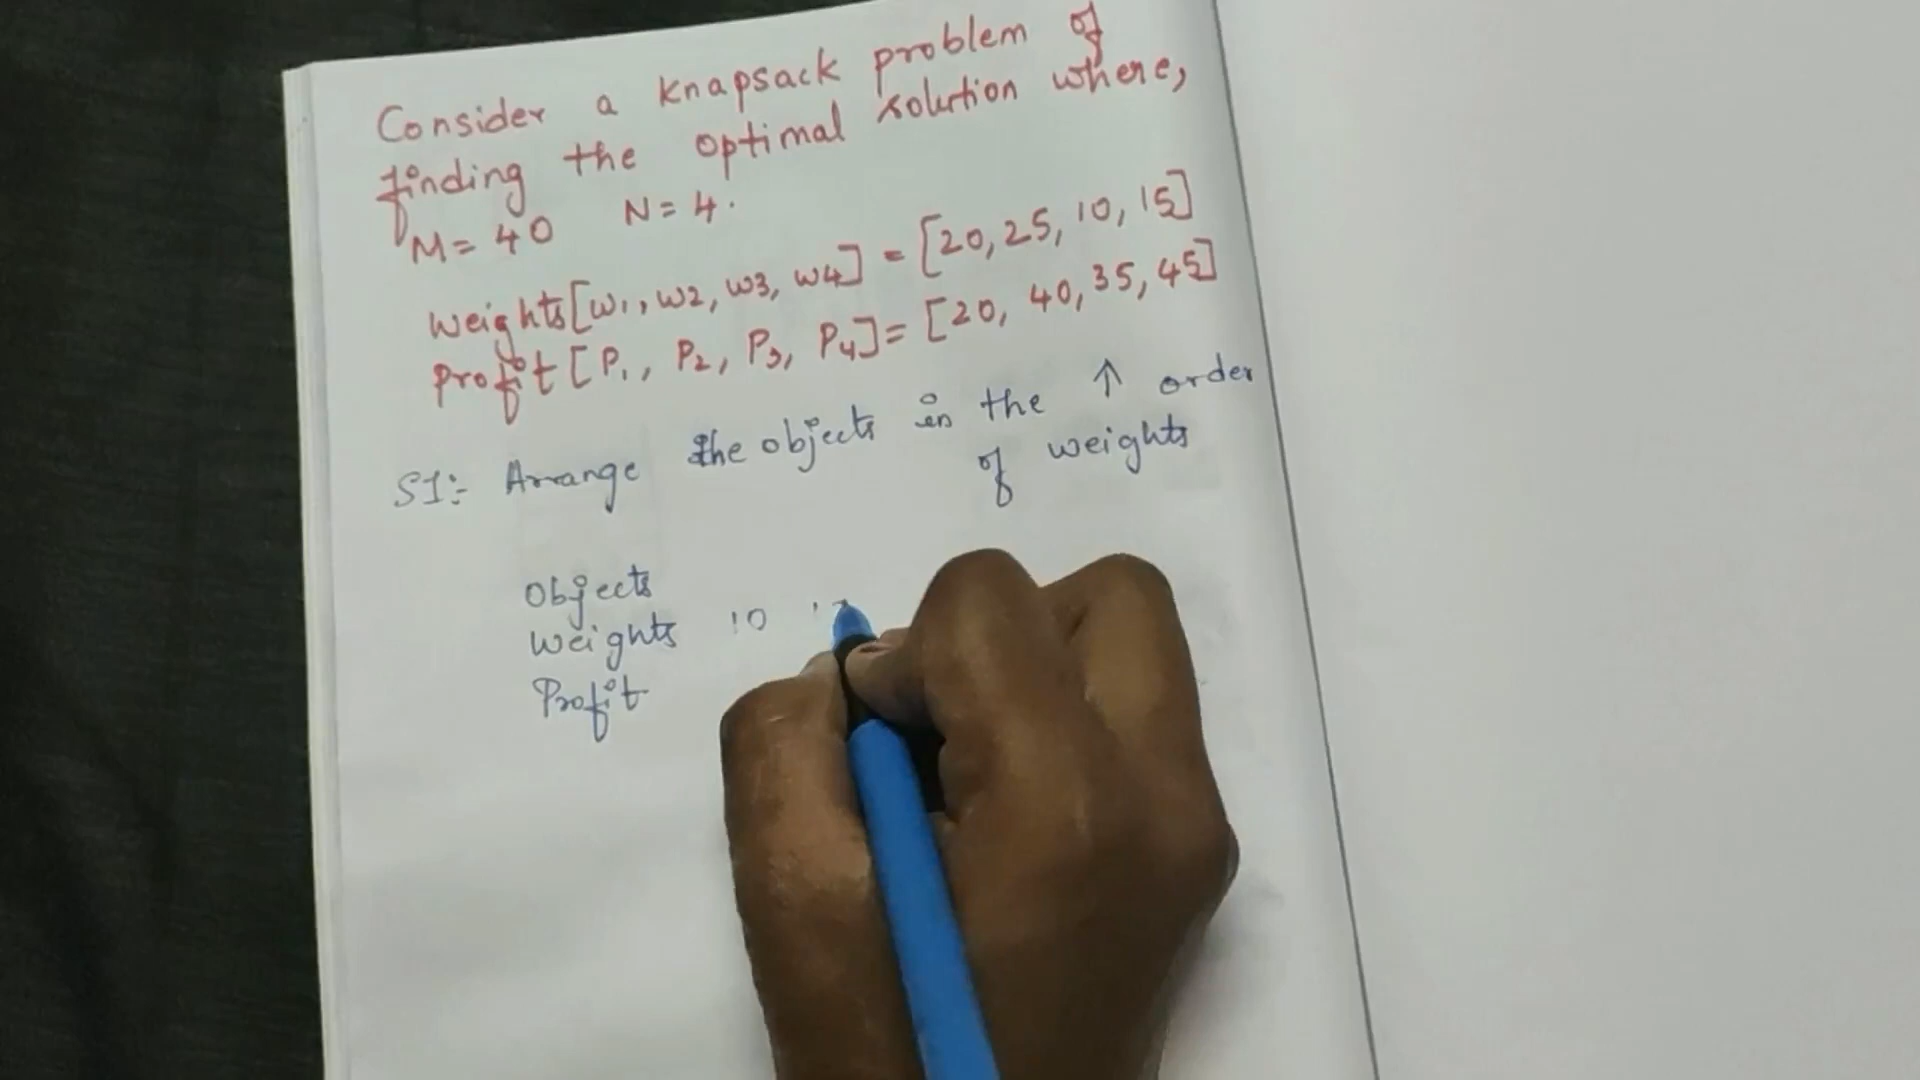 Consider a knapsack problem of
finding the optimal solution where,
M = 40 N = 4.
Weights[w1, w2, w3, w4] = [20, 25, 10, 15]
Profit [P1, P2, P3, P4] = [20, 40, 35, 45]
S1:- Arrange the objects in the ↑ order
of weights
Objects
Weights 10
Profit